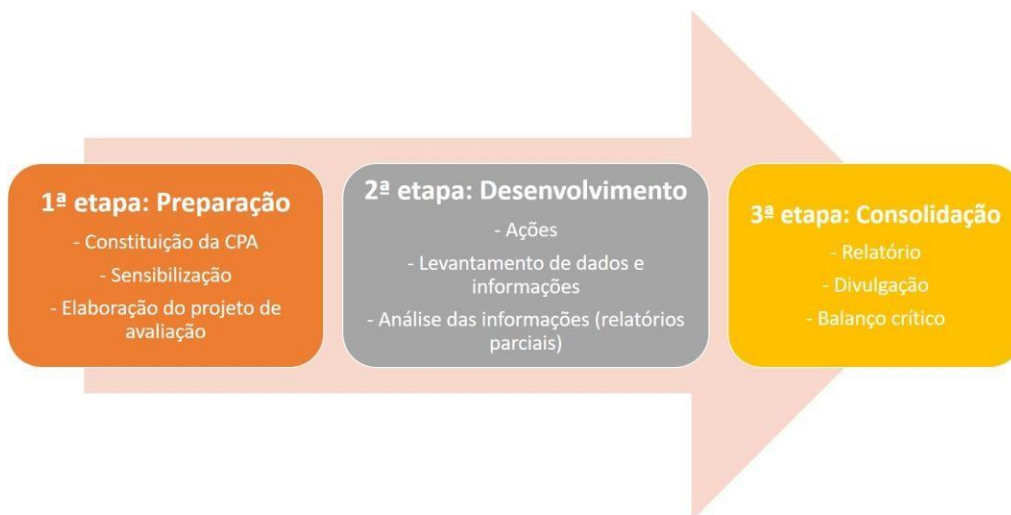 1ª etapa: Preparação
- Constituição da CPA
- Sensibilização
- Elaboração do projeto de
avaliação
2ª etapa: Desenvolvimento
- Ações
- Levantamento de dados e
informações
- Análise das informações (relatórios
parciais)
3ª etapa: Consolidação
- Relatório
- Divulgação
- Balanço crítico